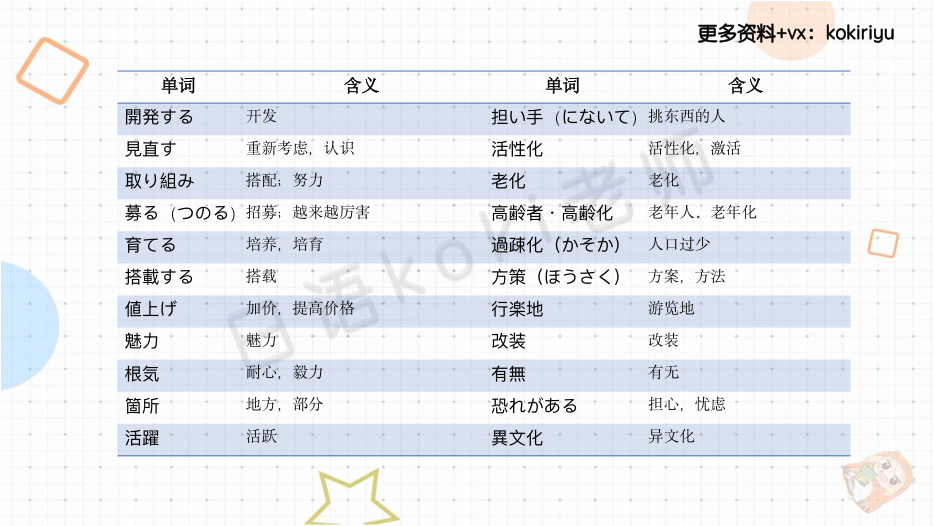 更多资料+vx：kokiriyu
单词 含义 单词 含义
開発する 开发 担い手（にないて） 挑东西的人
見直す 重新考虑，认识 活性化 活性化，激活
取り組み 搭配；努力 老化 老化
募る（つのる） 招募；越来越厉害 高齢者・高齢化 老年人。老年化
育てる 培养，培育 過疎化（かそか） 人口过少
搭載する 搭载 方策（ほうさく） 方案，方法
値上げ 加价，提高价格 行楽地 游览地
魅力 魅力 改装 改装
根気 耐心，毅力 有無 有无
箇所 地方，部分 恐れがある 担心，忧虑
活躍 活跃 異文化 异文化
日语koki老师